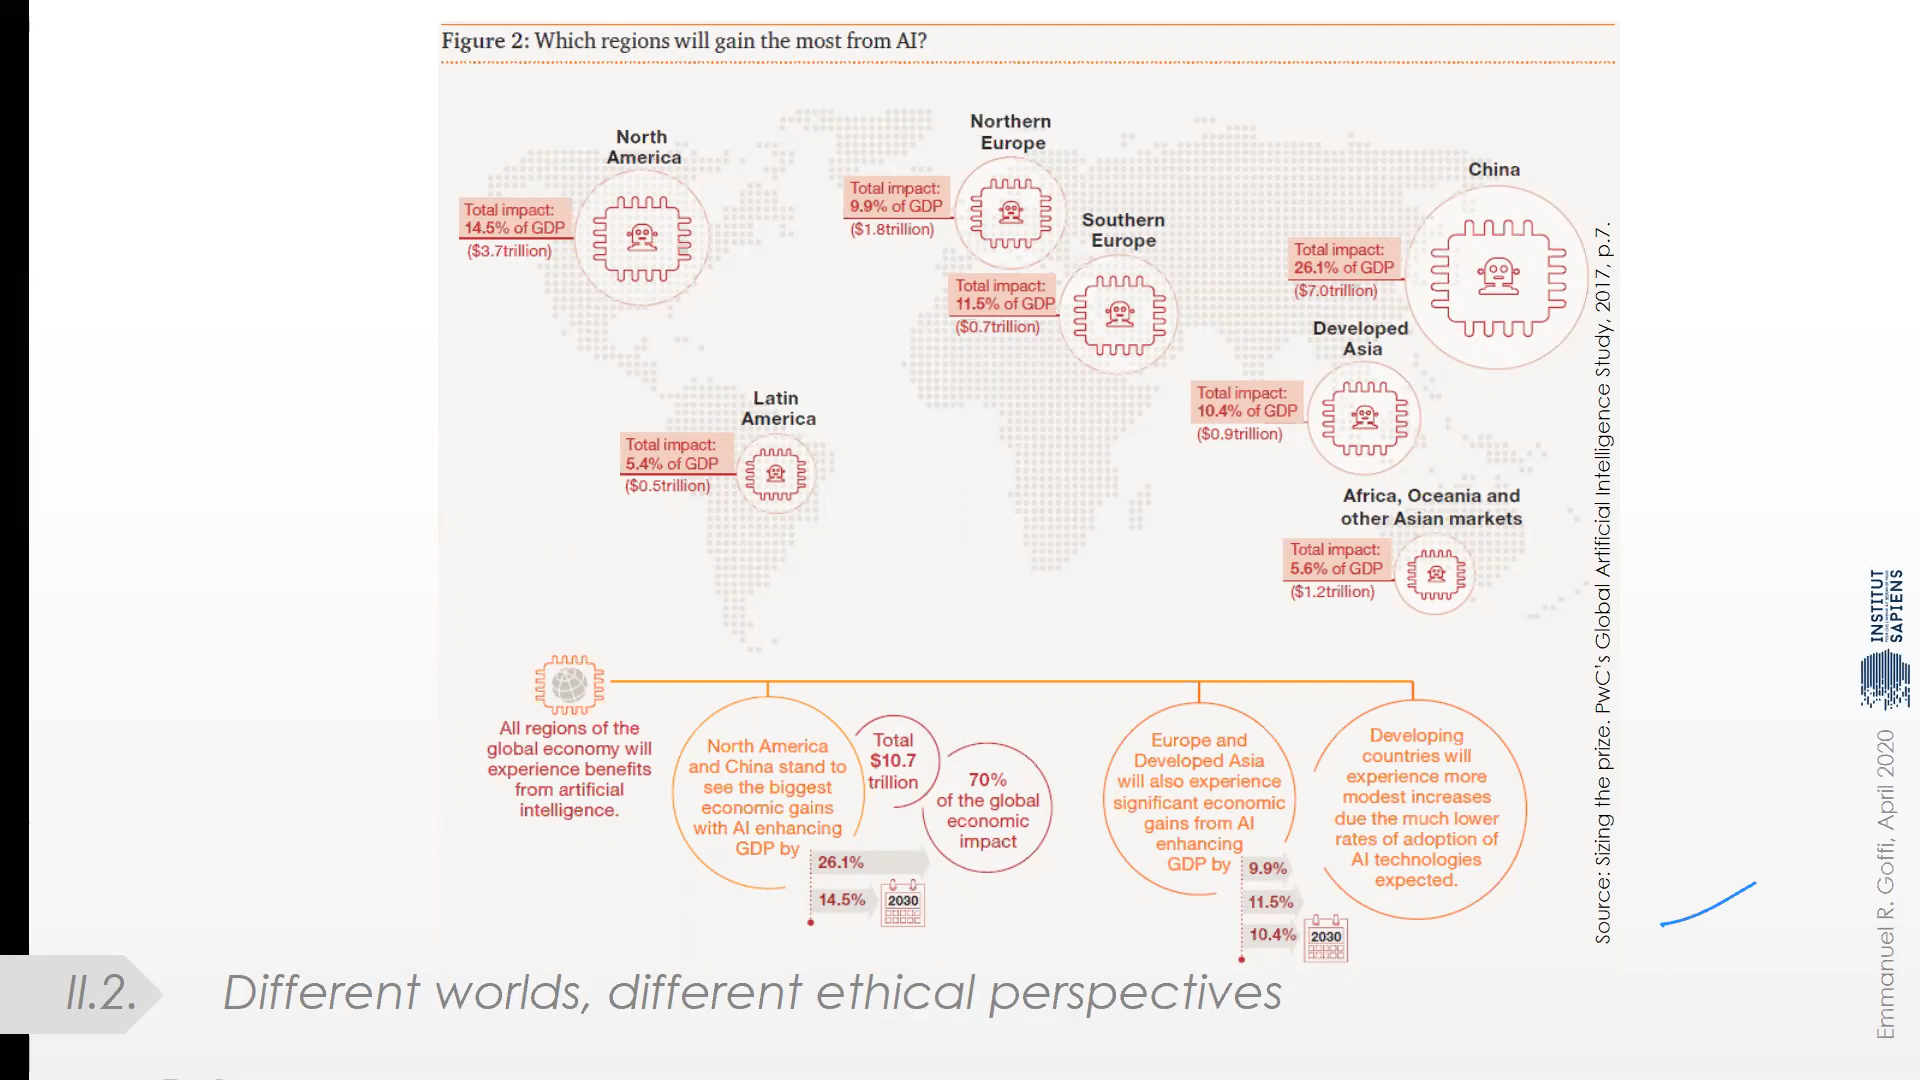 Figure 2: Which regions will gain the most from AI?
North
America
Total impact:
14.5% of GDP
($3.7trillion)
Northern
Europe
Total impact:
9.9% of GDP
($1.8trillion)
Southern
Europe
Total impact:
11.5% of GDP
($0.7trillion)
China
Total impact:
26.1% of GDP
($7.0trillion)
Developed
Asia
Total impact:
10.4% of GDP
($0.9trillion)
Latin
America
Total impact:
5.4% of GDP
($0.5trillion)
Africa, Oceania and
other Asian markets
Total impact:
5.6% of GDP
($1.2trillion)
All regions of the
global economy will
experience benefits
from artificial
intelligence.
North America
and China stand to
see the biggest
economic gains
with AI enhancing
GDP by
26.1%
14.5%
2030
Total
$10.7
trillion
70%
of the global
economic
impact
Europe and
Developed Asia
will also experience
significant economic
gains from AI
enhancing
GDP by
9.9%
11.5%
10.4%
2030
Developing
countries will
experience more
modest increases
due the much lower
rates of adoption of
AI technologies
expected.
Source: Sizing the prize. PwC's Global Artificial Intelligence Study, 2017, p.7.
INSTITUT
SAPIENS
Emmanuel R. Goffi, April 2020
II.2.
Different worlds, different ethical perspectives